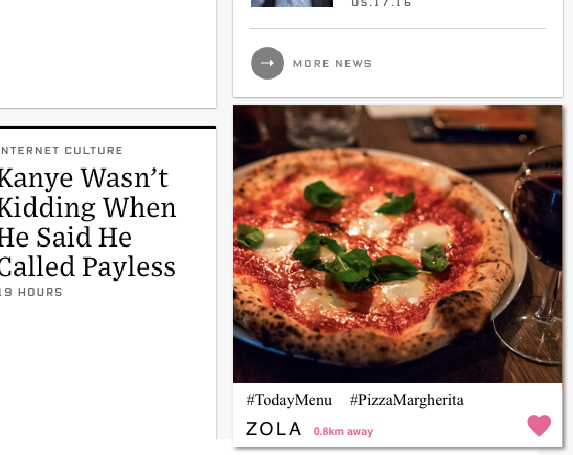 05.17.16
MORE NEWS
NTERNET CULTURE
Kanye Wasn't
Kidding When
He Said He
Called Payless
19 HOURS
#TodayMenu #PizzaMargherita
ZOLA 0.8km away